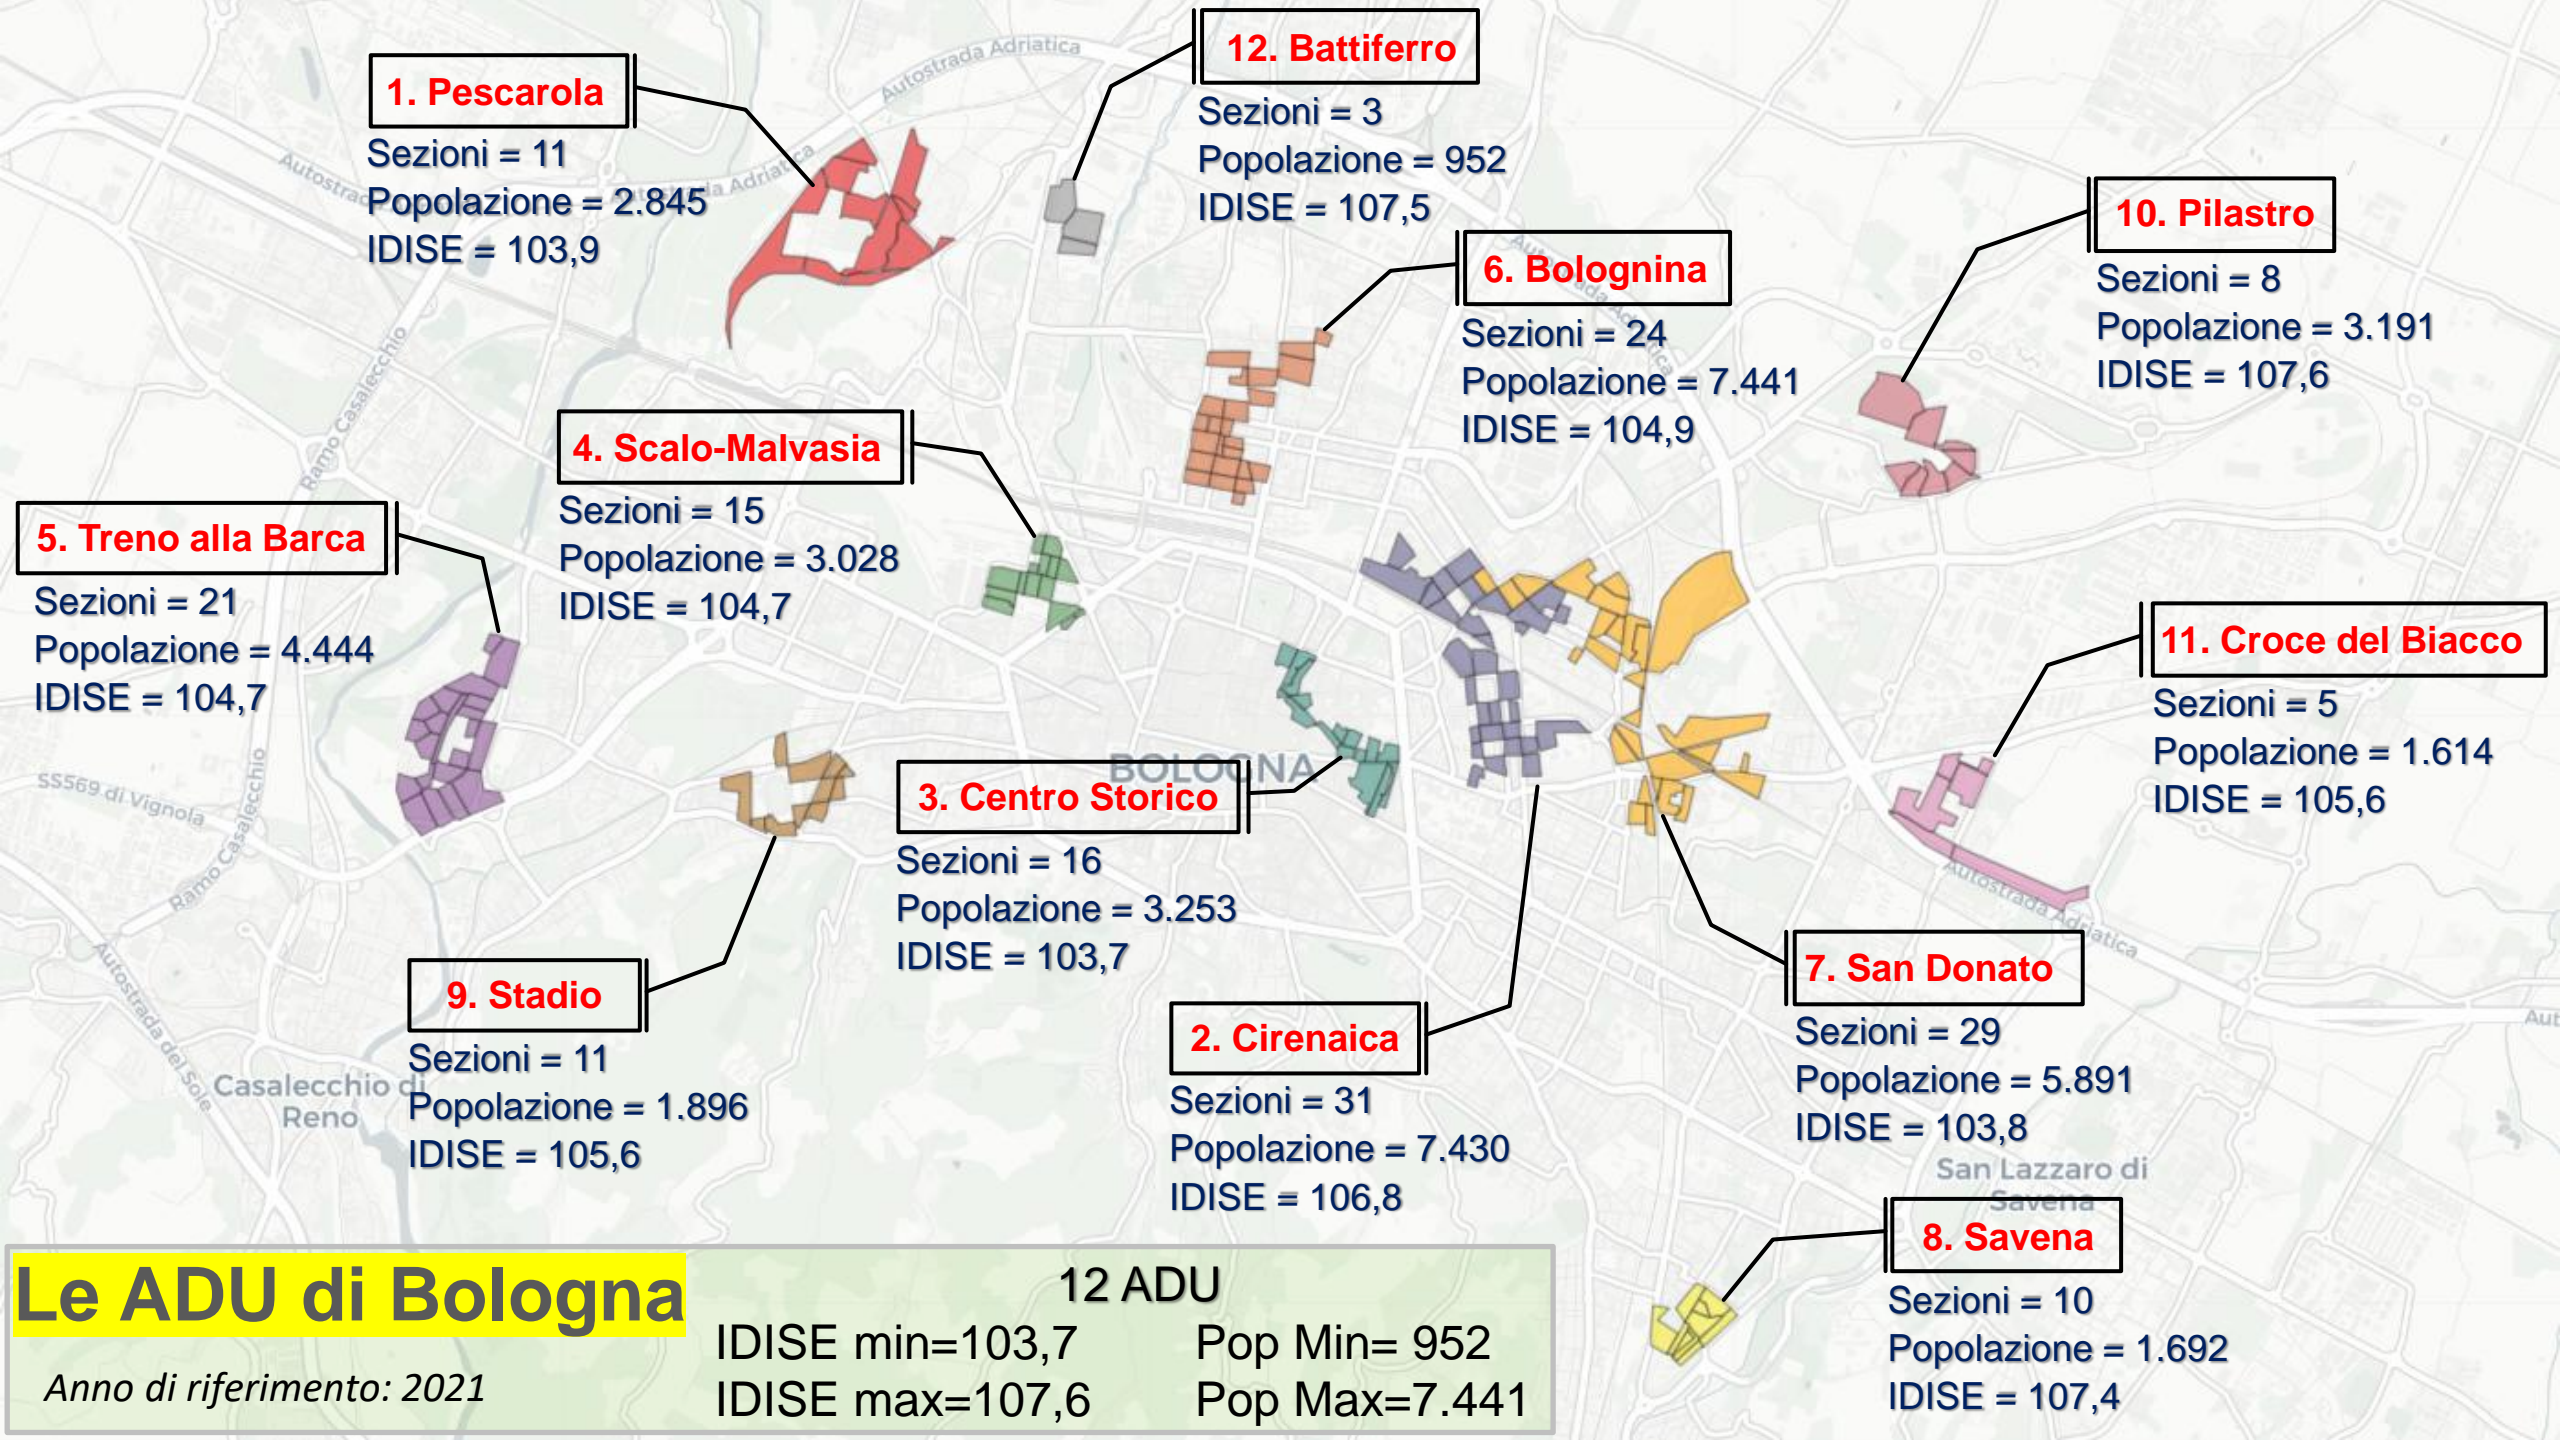 Autostrada Adriatica
12. Battiferro
Sezioni = 3
Popolazione = 952
IDISE = 107,5
1. Pescarola
Sezioni = 11
Popolazione = 2.845
IDISE = 103,9
10. Pilastro
Sezioni = 8
Popolazione = 3.191
IDISE = 107,6
6. Bolognina
Sezioni = 24
Popolazione = 7.441
IDISE = 104,9
Ramo Casalecchio
4. Scalo-Malvasia
Sezioni = 15
Popolazione = 3.028
IDISE = 104,7
5. Treno alla Barca
Sezioni = 21
Popolazione = 4.444
IDISE = 104,7
11. Croce del Biacco
Sezioni = 5
Popolazione = 1.614
IDISE = 105,6
SS569 di Vignola
Ramo Casalecchio
BOLOGNA
3. Centro Storico
Sezioni = 16
Popolazione = 3.253
IDISE = 103,7
Autostrada Adriatica
7. San Donato
Sezioni = 29
Popolazione = 5.891
IDISE = 103,8
9. Stadio
Sezioni = 11
Popolazione = 1.896
IDISE = 105,6
Autostrada del Sole
Casalecchio di
Reno
2. Cirenaica
Sezioni = 31
Popolazione = 7.430
IDISE = 106,8
Aut
San Lazzaro di
Savena
8. Savena
Sezioni = 10
Popolazione = 1.692
IDISE = 107,4
Le ADU di Bologna
Anno di riferimento: 2021
12 ADU
IDISE min=103,7 Pop Min= 952
IDISE max=107,6 Pop Max=7.441